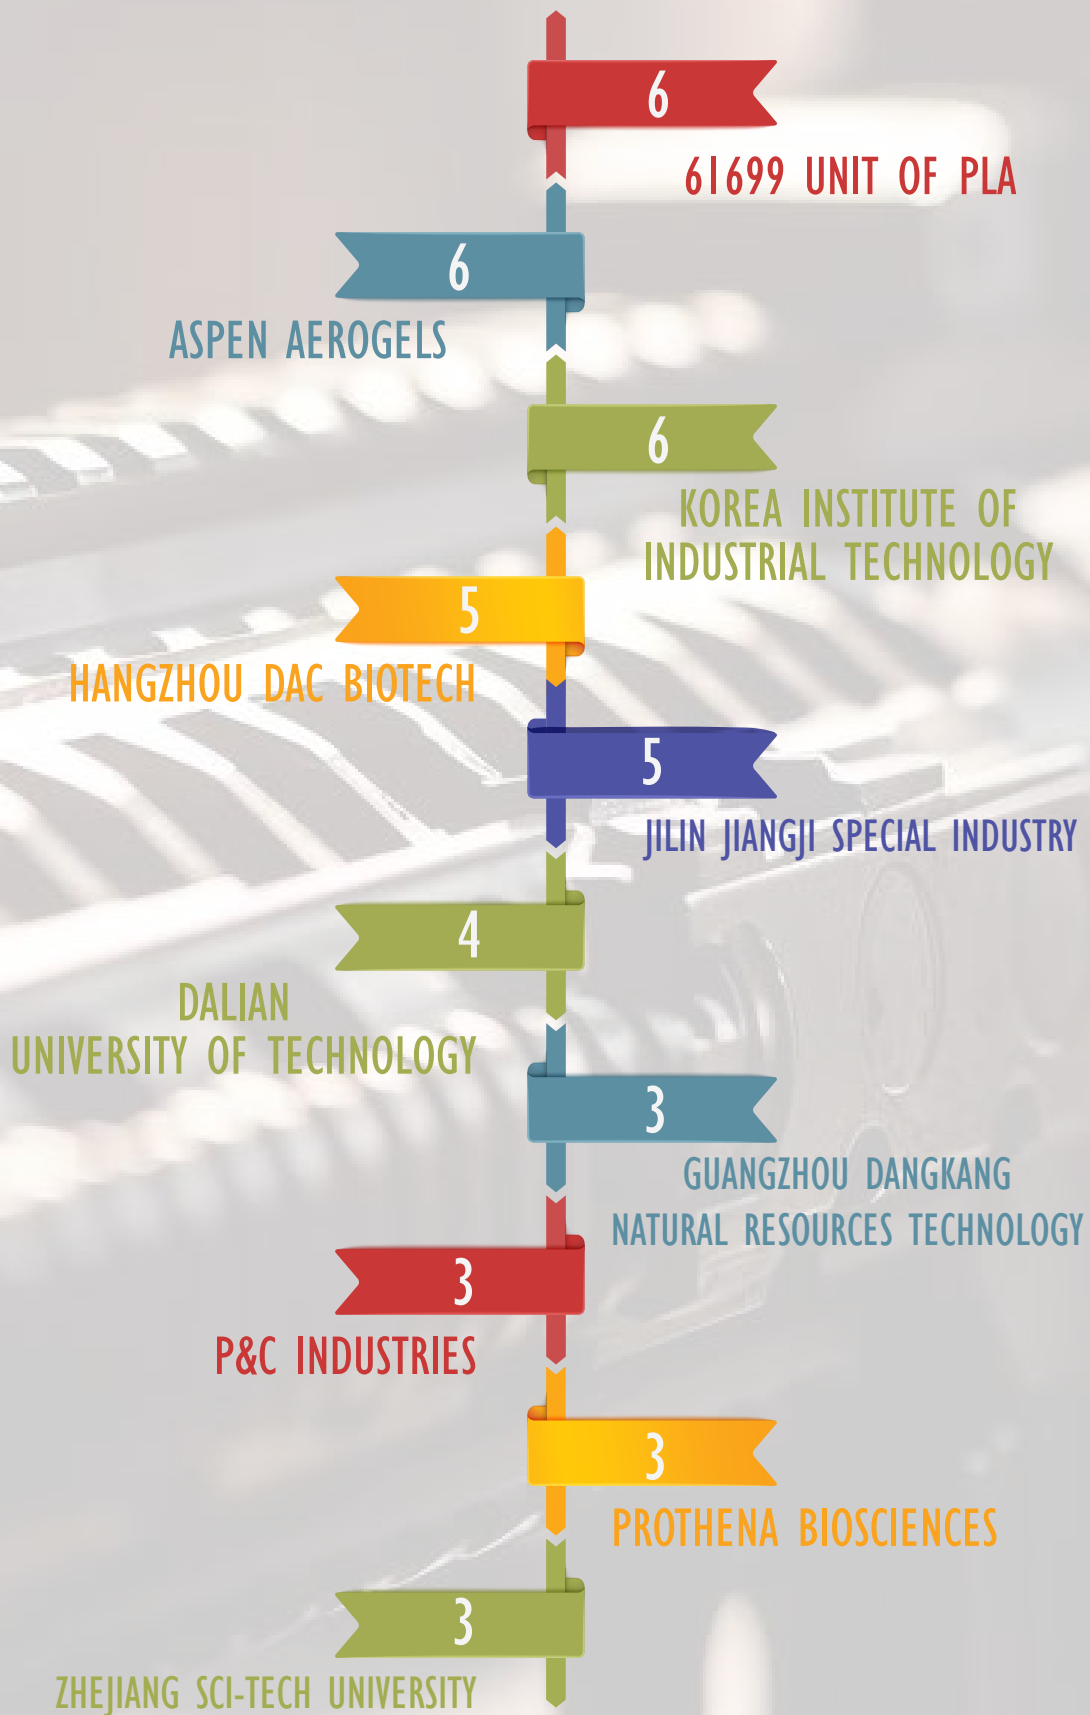 6
61699 UNIT OF PLA
6
ASPEN AEROGELS
6
KOREA INSTITUTE OF
INDUSTRIAL TECHNOLOGY
5
HANGZHOU DAC BIOTECH
5
JILIN JIANGJI SPECIAL INDUSTRY
4
DALIAN
UNIVERSITY OF TECHNOLOGY
3
GUANGZHOU DANGKANG
NATURAL RESOURCES TECHNOLOGY
3
P&C INDUSTRIES
3
PROTHENA BIOSCIENCES
3
ZHEJIANG SCI-TECH UNIVERSITY